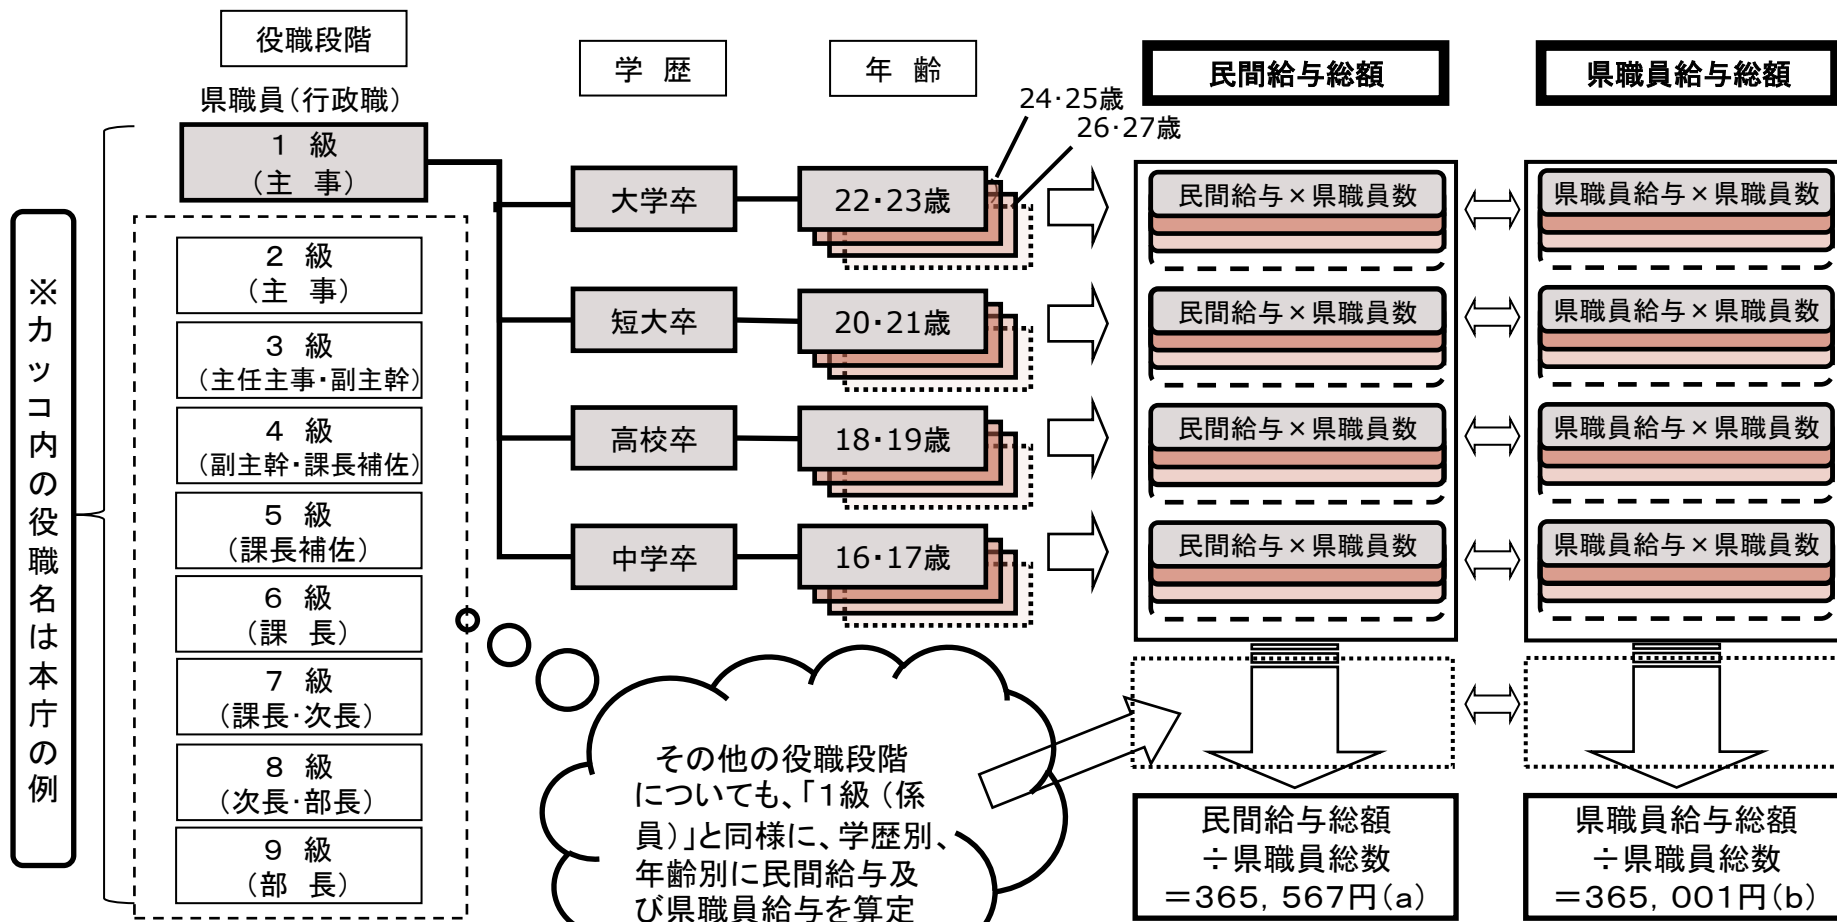 役職段階
学 歴
年 齢
民間給与総額
県職員給与総額
県職員(行政職)
24・25歳
26・27歳
※カッコ内の役職名は本庁の例
1 級
(主 事)
2 級
(主 事)
3 級
(主任主事・副主幹)
4 級
(副主幹・課長補佐)
5 級
(課長補佐)
6 級
(課 長)
7 級
(課長・次長)
8 級
(次長・部長)
9 級
(部 長)
大学卒
22・23歳
民間給与×県職員数
県職員給与×県職員数
短大卒
20・21歳
民間給与×県職員数
県職員給与×県職員数
高校卒
18・19歳
民間給与×県職員数
県職員給与×県職員数
中学卒
16・17歳
民間給与×県職員数
県職員給与×県職員数
その他の役職段階
についても、「1級(係
員)」と同様に、学歴別、
年齢別に民間給与及
び県職員給与を算定
民間給与総額
÷県職員総数
=365,567円(a)
県職員給与総額
÷県職員総数
=365,001円(b)